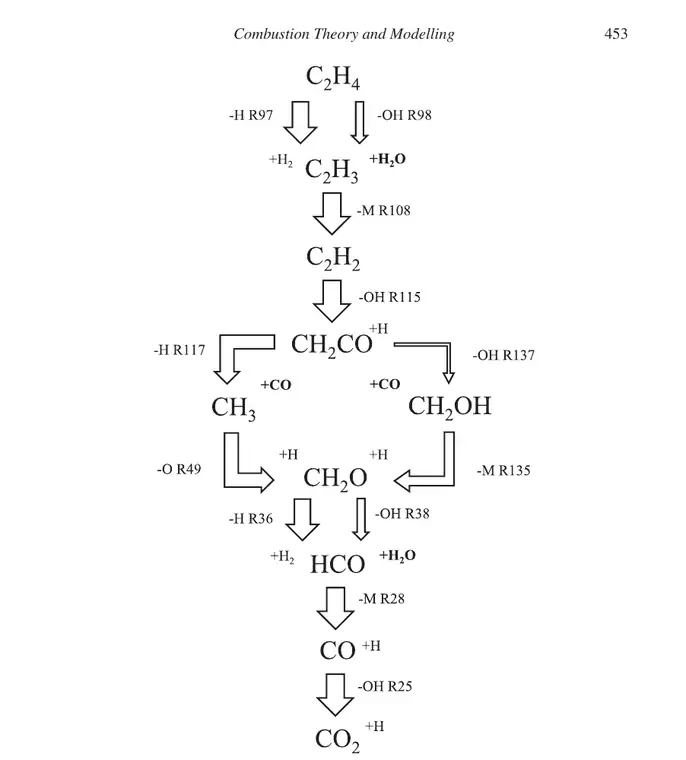 Combustion Theory and Modelling 453
C₂H₄
-H R97 -OH R98
+H₂ C₂H₃ +H₂O
-M R108
C₂H₂
-OH R115
CH₂CO +H
-H R117 -OH R137
+CO +CO
CH₃ CH₂OH
+H +H
-O R49 CH₂O -M R135
-H R36 -OH R38
+H₂ HCO +H₂O
-M R28
CO +H
-OH R25
CO₂ +H